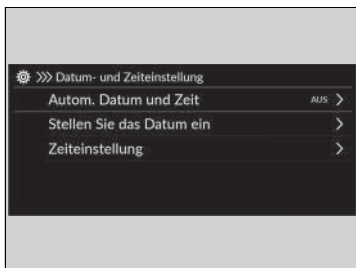 Datum- und Zeiteinstellung
Autom. Datum und Zeit AUS
Stellen Sie das Datum ein
Zeiteinstellung